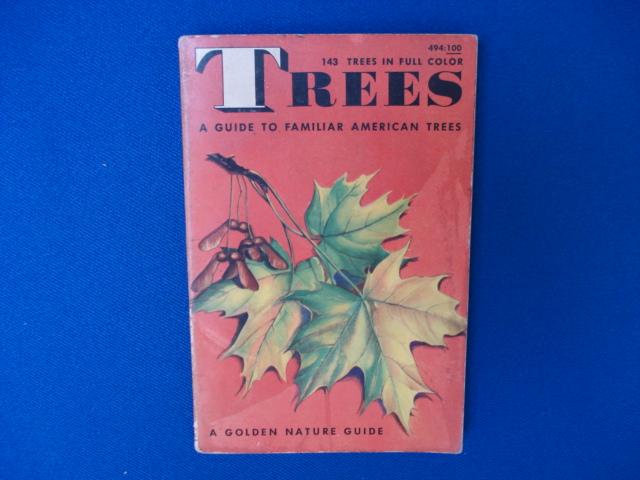 494:100
143 TREES IN FULL COLOR
TREES
A GUIDE TO FAMILIAR AMERICAN TREES
A GOLDEN NATURE GUIDE